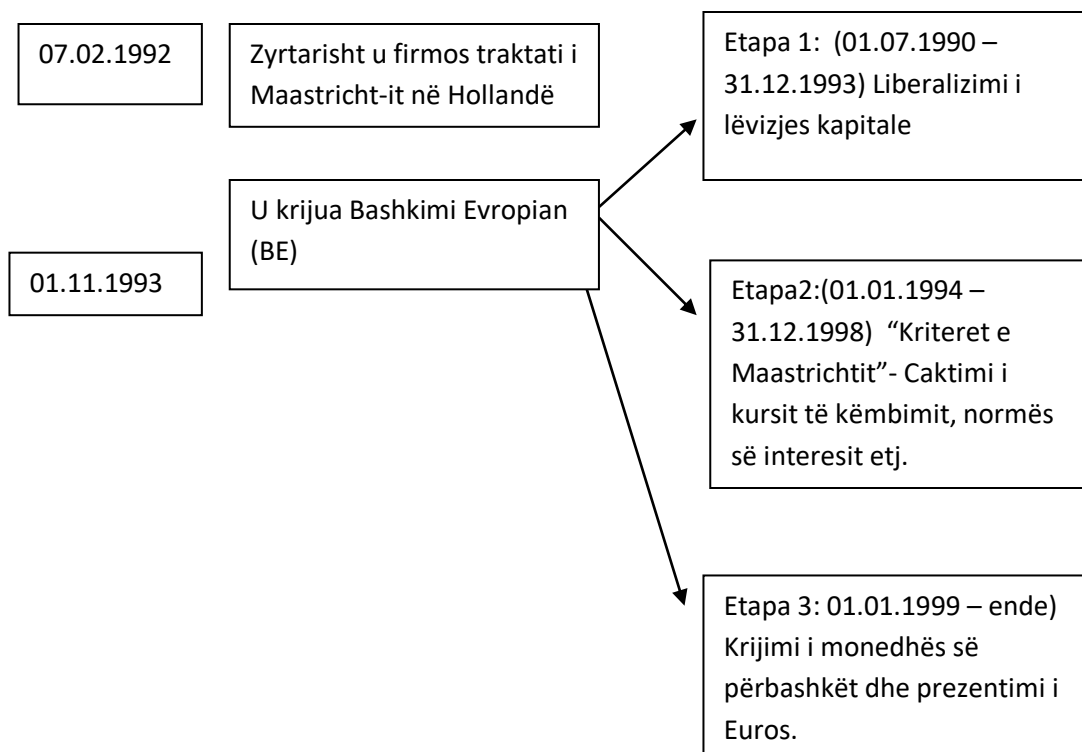 07.02.1992
Zyrtarisht u firmos traktati i
Maastricht-it në Hollandë
01.11.1993
U krijua Bashkimi Evropian
(BE)
Etapa 1:  (01.07.1990 –
31.12.1993) Liberalizimi i
lëvizjes kapitale
Etapa2:(01.01.1994 –
31.12.1998)  “Kriteret e
Maastrichtit”- Caktimi i
kursit të këmbimit, normës
së interesit etj.
Etapa 3: 01.01.1999 – ende)
Krijimi i monedhës së
përbashkët dhe prezentimi i
Euros.